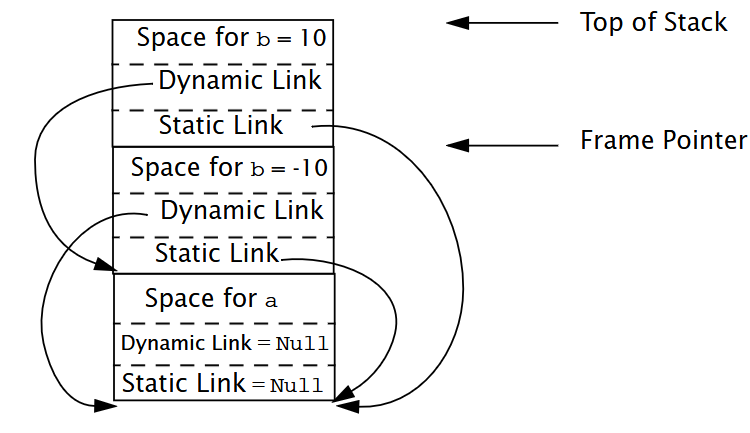 Space for b = 10
Top of Stack
Dynamic Link
Static Link
Frame Pointer
Space for b = -10
Dynamic Link
Static Link
Space for a
Dynamic Link = Null
Static Link = Null